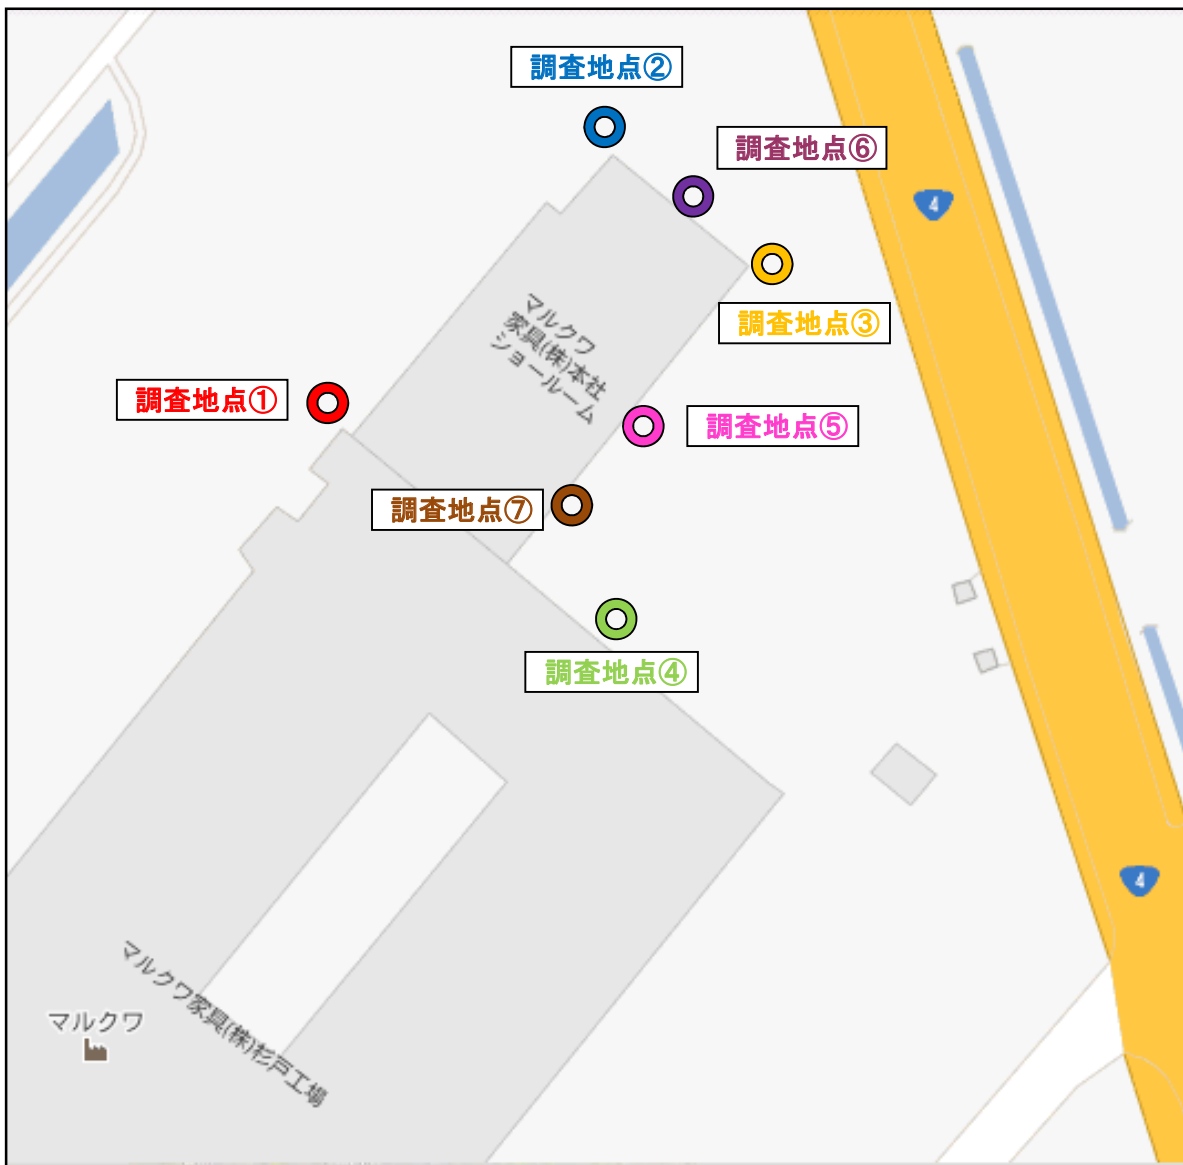 調査地点②
調査地点⑥
4
調査地点③
マルクワ
家具(株)本社
ショールーム
調査地点①
調査地点⑤
調査地点⑦
調査地点④
4
マルクワ家具(株)杉戸工場
マルクワ